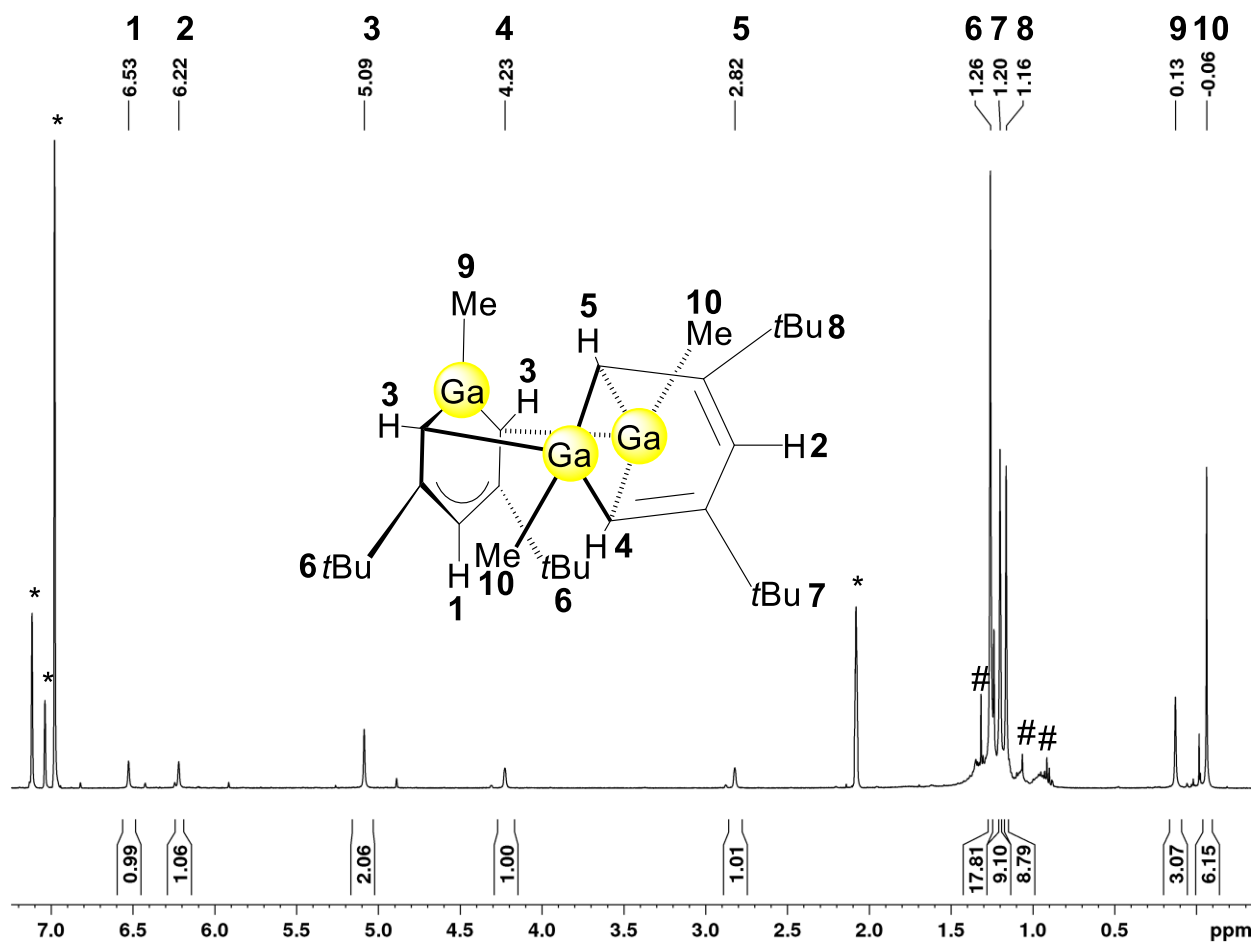 1 2 3 4 5 6 7 8 9 10
6.53 6.22 5.09 4.23 2.82 1.26 1.20 1.16 0.13 -0.06
*
9
Me
5
10
H
Me
tBu 8
3
3
H
Ga
H
Ga
Ga
H 2
H 4
6 tBu
H
Me
tBu
1
10
6
tBu 7
*
*
*
#
# #
0.99 1.06 2.06 1.00 1.01 17.81 9.10 8.79 3.07 6.15
7.0 6.5 6.0 5.5 5.0 4.5 4.0 3.5 3.0 2.5 2.0 1.5 1.0 0.5 ppm